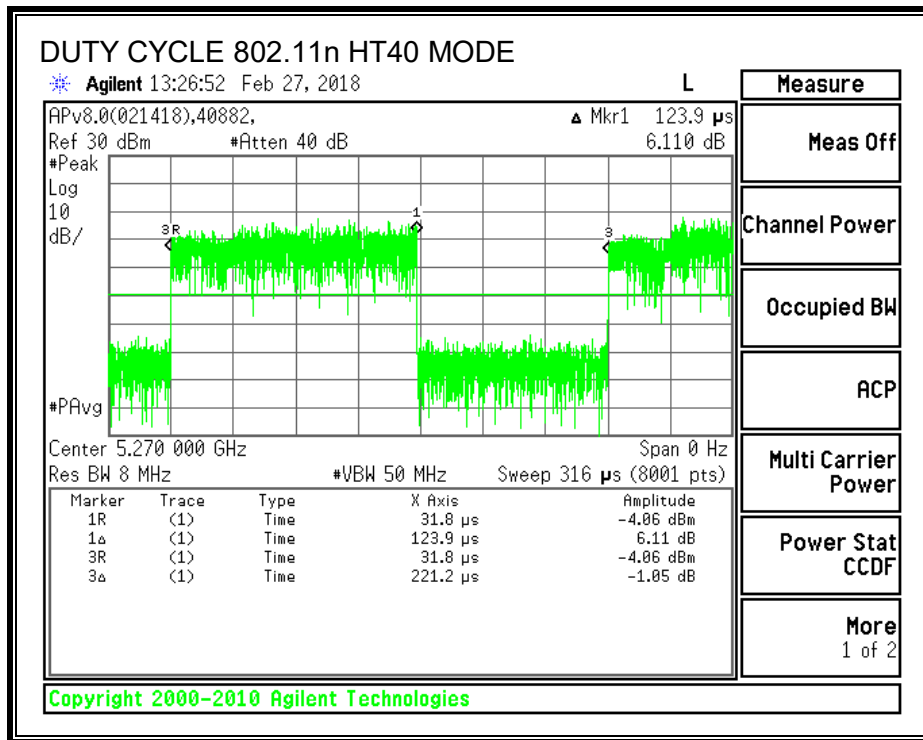 DUTY CYCLE 802.11n HT40 MODE
Agilent 13:26:52 Feb 27, 2018 L
Measure
APv8.0(021418),40882, Δ Mkr1 123.9 µs
Ref 30 dBm #Atten 40 dB 6.110 dB
Meas Off
#Peak
Log
10
dB/
1
3R
3
Channel Power
Occupied BW
ACP
#PAvg
Center 5.270 000 GHz Span 0 Hz
Res BW 8 MHz #VBW 50 MHz Sweep 316 µs (8001 pts)
Multi Carrier
Power
Marker Trace Type X Axis Amplitude
1R (1) Time 31.8 µs -4.06 dBm
1Δ (1) Time 123.9 µs 6.11 dB
3R (1) Time 31.8 µs -4.06 dBm
3Δ (1) Time 221.2 µs -1.05 dB
Power Stat
CCDF
More
1 of 2
Copyright 2000-2010 Agilent Technologies